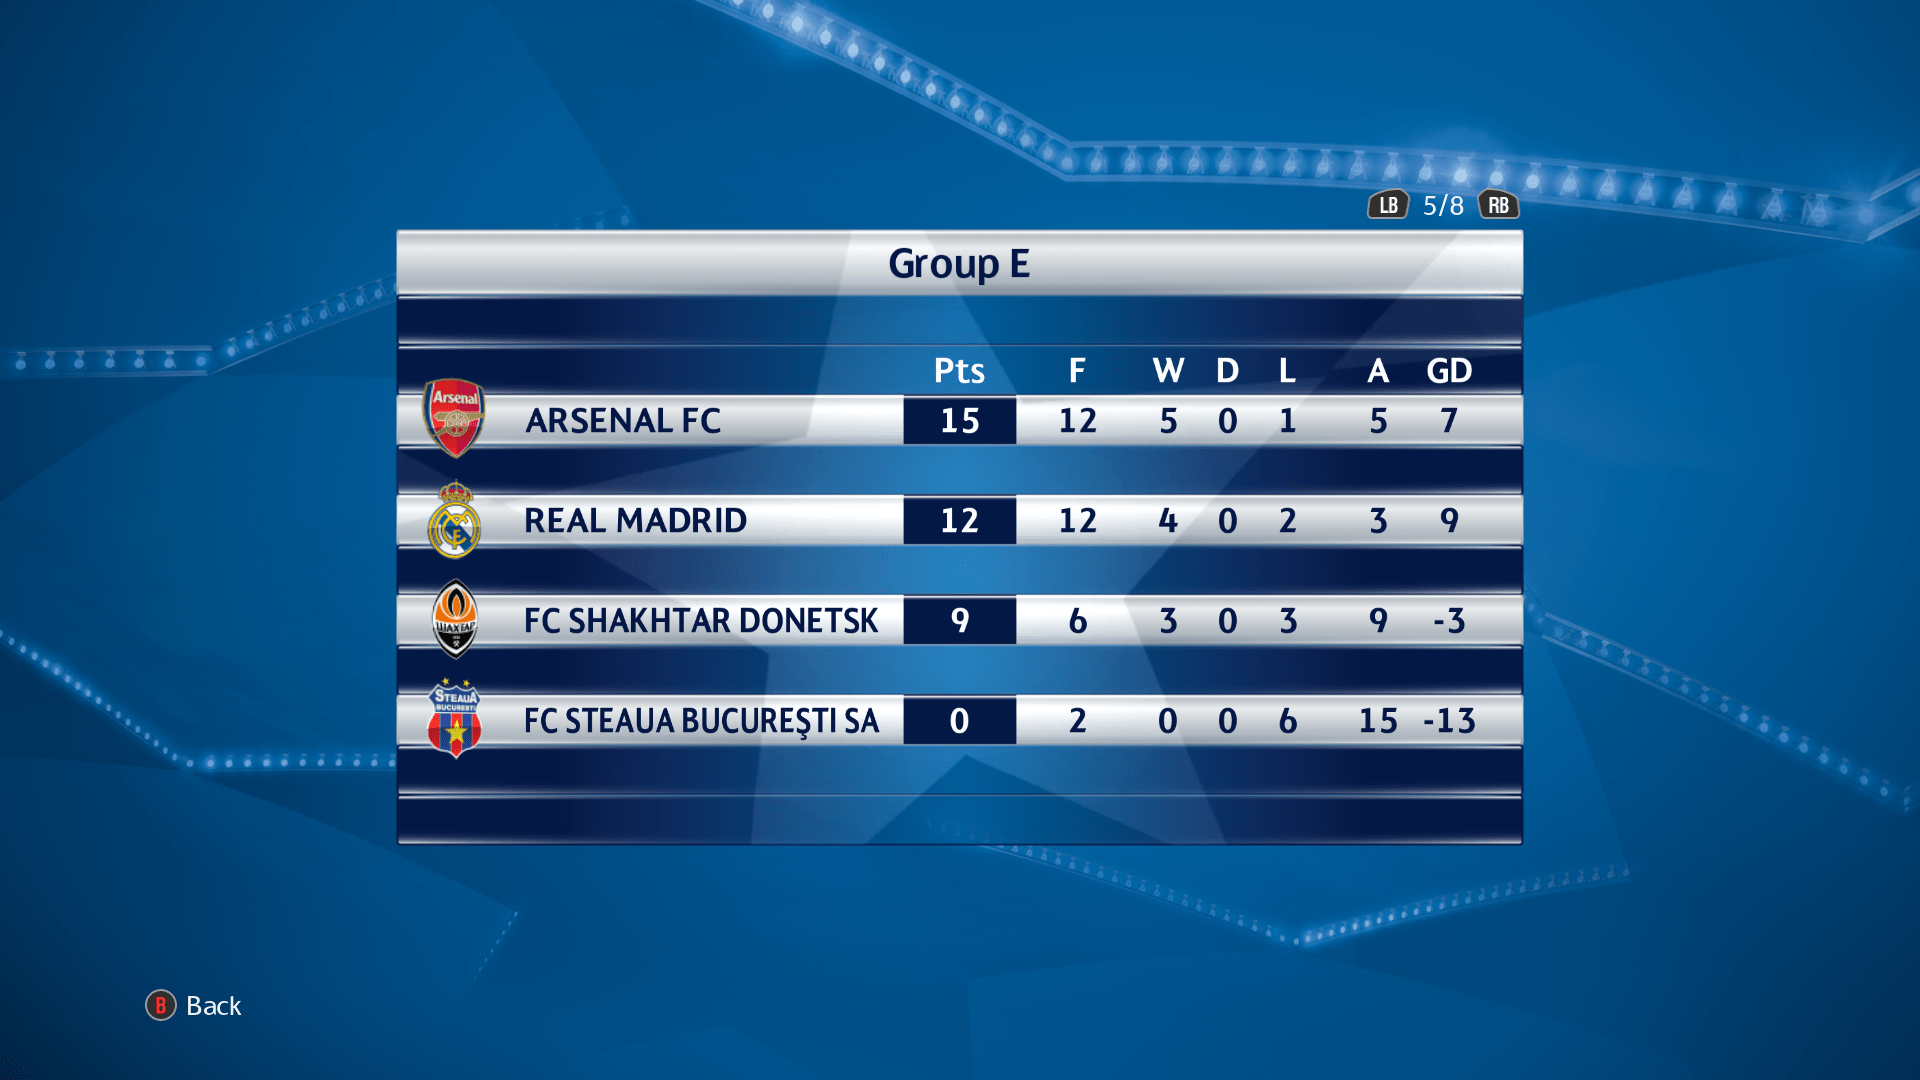 LB 5/8 RB
Group E
Pts F W D L A GD
Arsenal
ARSENAL FC 15 12 5 0 1 5 7
REAL MADRID 12 12 4 0 2 3 9
ШАХТАР
FC SHAKHTAR DONETSK 9 6 3 0 3 9 -3
STEAUA
BUCURESTI
FC STEAUA BUCUREŞTI SA 0 2 0 0 6 15 -13
B Back